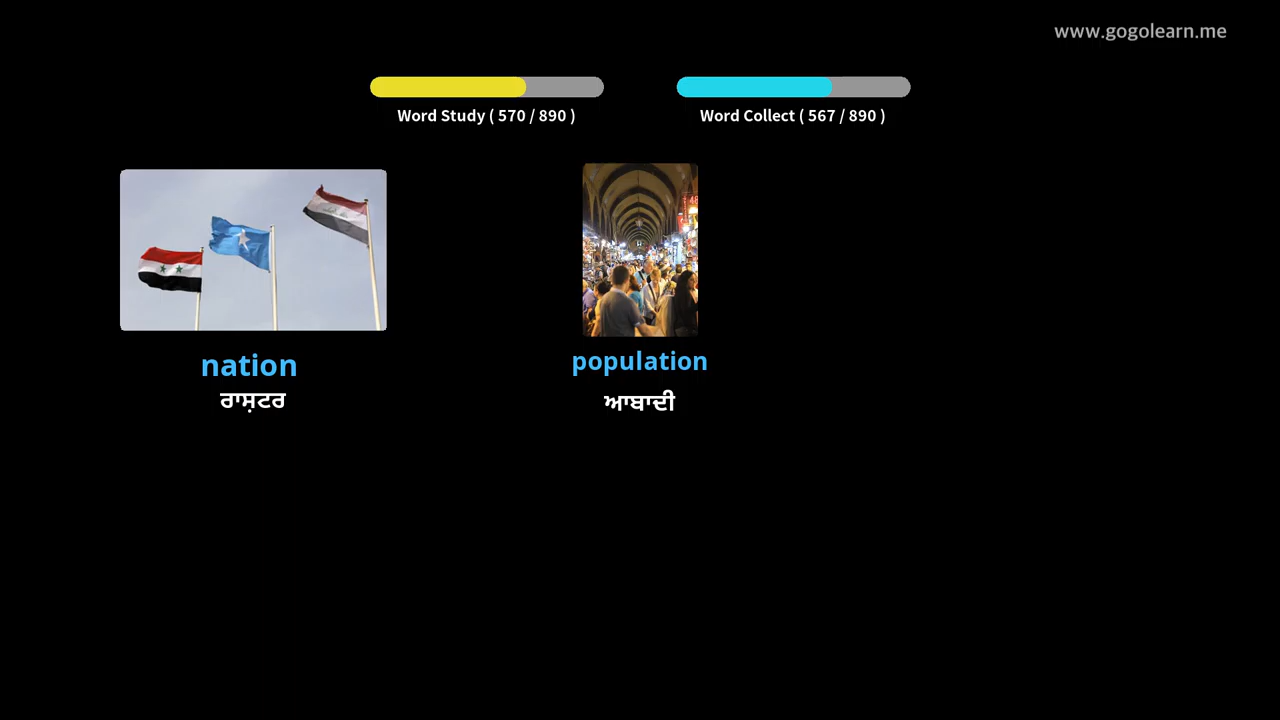 www.gogolearn.me
Word Study ( 570 / 890 )
Word Collect ( 567 / 890 )
nation
ਰਾਸ਼ਟਰ
population
ਆਬਾਦੀ